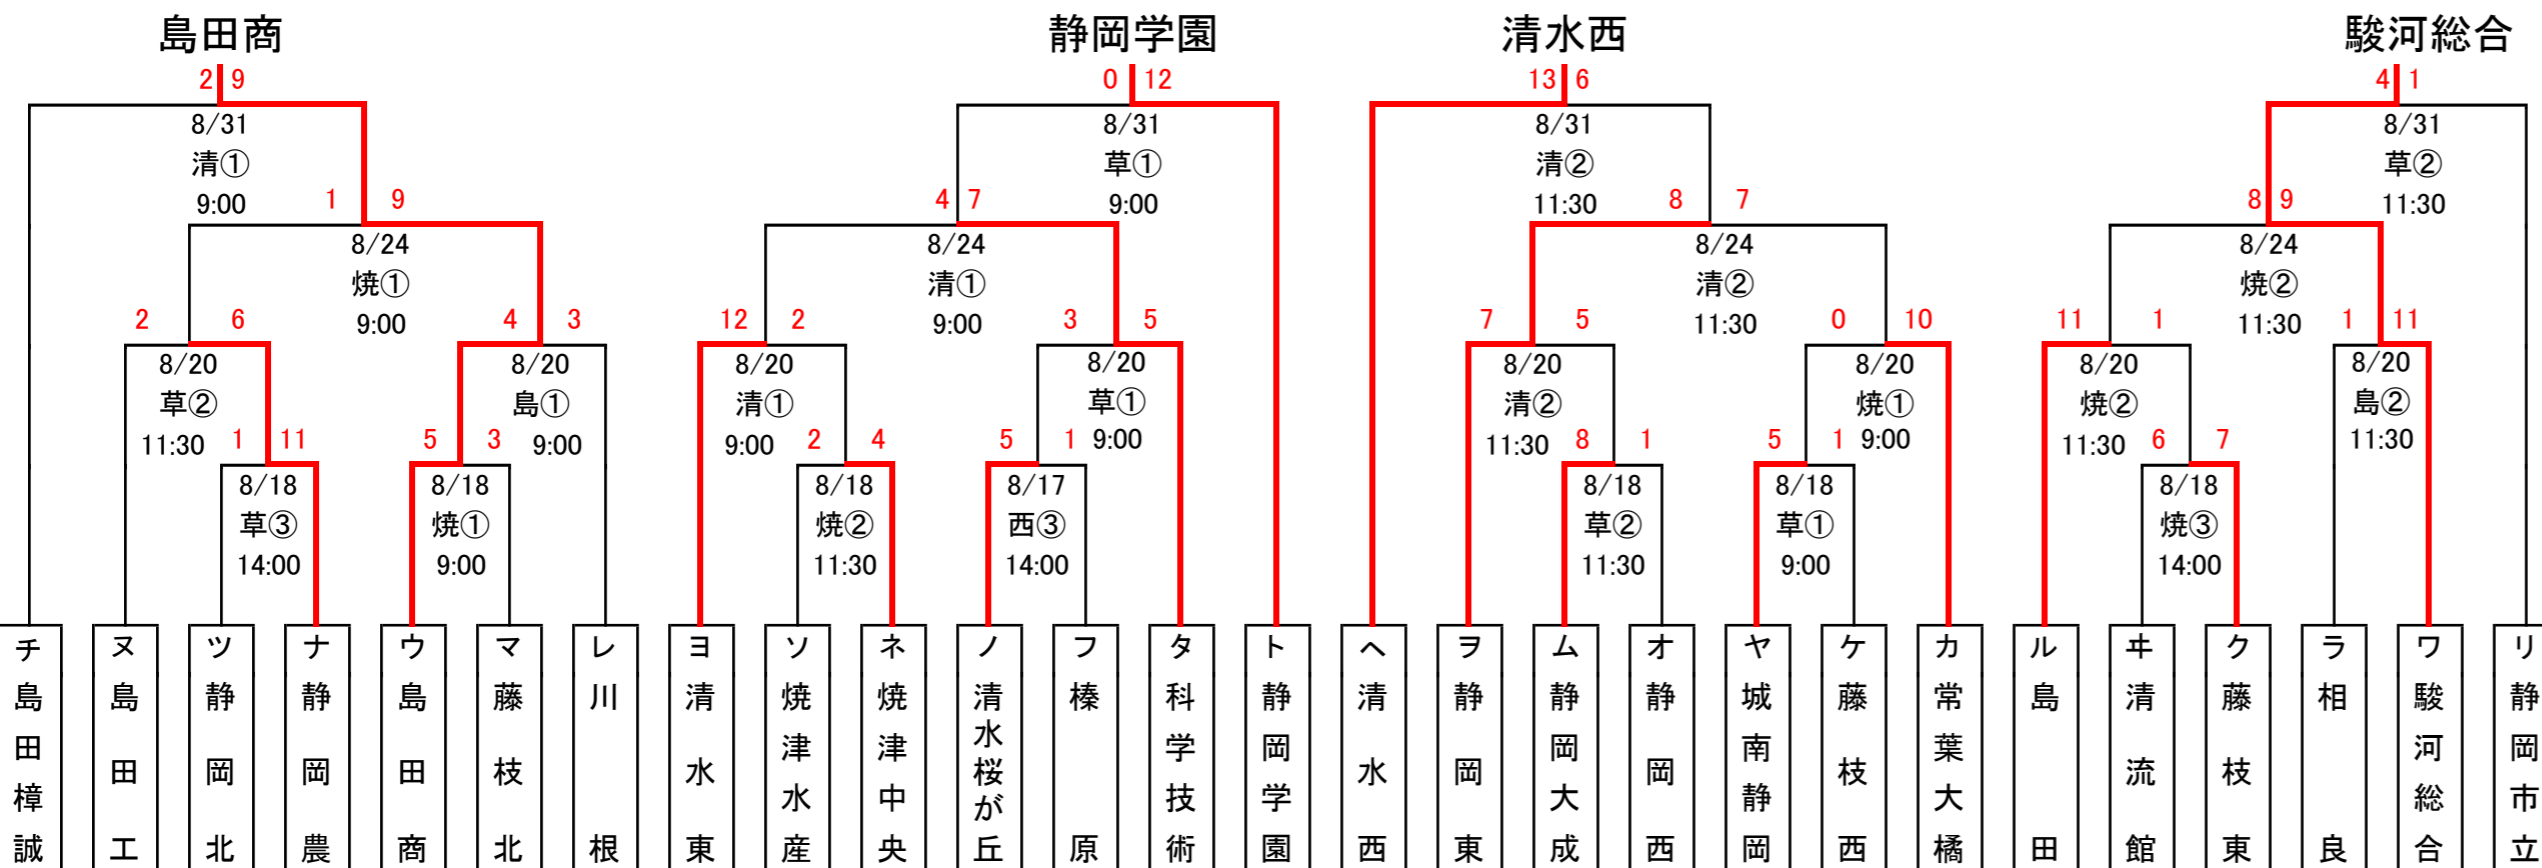 島田商 静岡学園 清水西 駿河総合
2 9 0 12 13 6 4 1
8/31 8/31 8/31 8/31
清① 草① 清② 草②
9:00 9:00 11:30 11:30
1 9 4 7 8 7 8 9
8/24 8/24 8/24 8/24
焼① 清① 清② 焼②
9:00 9:00 11:30 11:30
2 6 4 3 12 2 3 5 7 5 0 10 11 1 1 11
8/20 8/20 8/20 8/20 8/20 8/20 8/20 8/20
草② 島① 清① 草① 清② 焼① 焼② 島②
11:30 9:00 9:00 9:00 11:30 9:00 11:30 11:30
1 11 5 3 2 4 5 1 8 1 5 1 6 7
8/18 8/18 8/18 8/17 8/18 8/18 8/18
草③ 焼① 焼② 西③ 草② 草① 焼③
14:00 9:00 11:30 14:00 11:30 9:00 14:00
チ島田樟誠
ヌ島田工
ツ静岡北
ナ静岡農
ウ島田商
マ藤枝北
レ川根
ヨ清水東
ソ焼津水産
ネ焼津中央
ノ清水桜が丘
フ榛原
タ科学技術
ト静岡学園
ヘ清水西
ヲ静岡東
ム静岡大成
オ静岡西
ヤ城南静岡
ケ藤枝西
カ常葉大橘
ル島田
ヰ清流館
ク藤枝東
ラ相良
ワ駿河総合
リ静岡市立